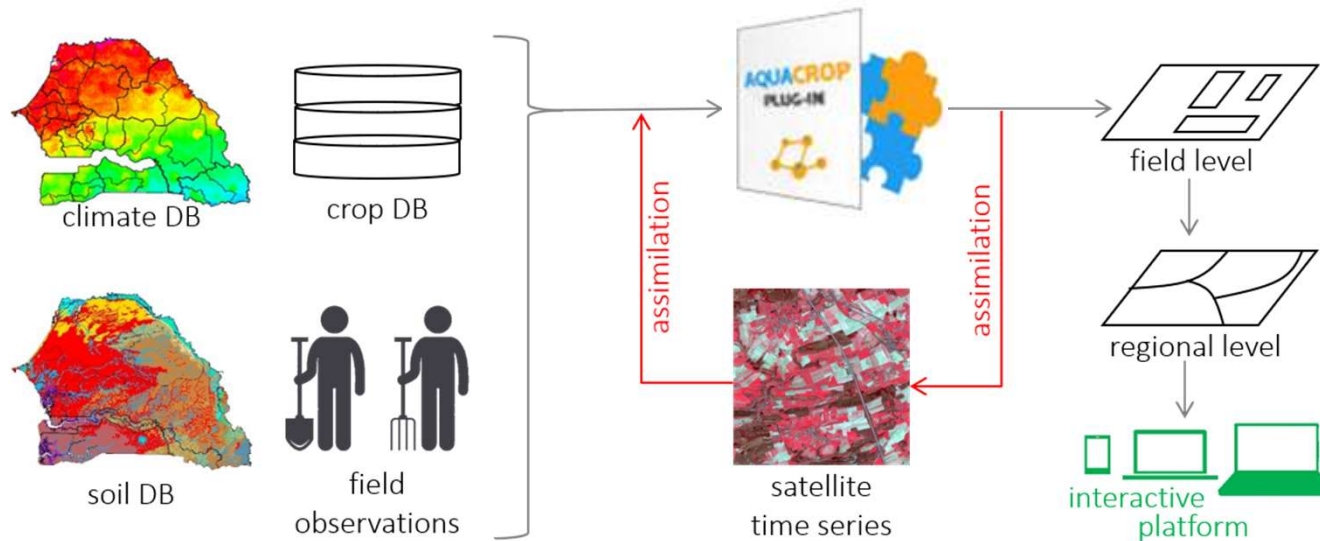 climate DB
crop DB
soil DB
field
observations
assimilation
AQUACROP
PLUG-IN
satellite
time series
assimilation
field level
regional level
interactive
platform